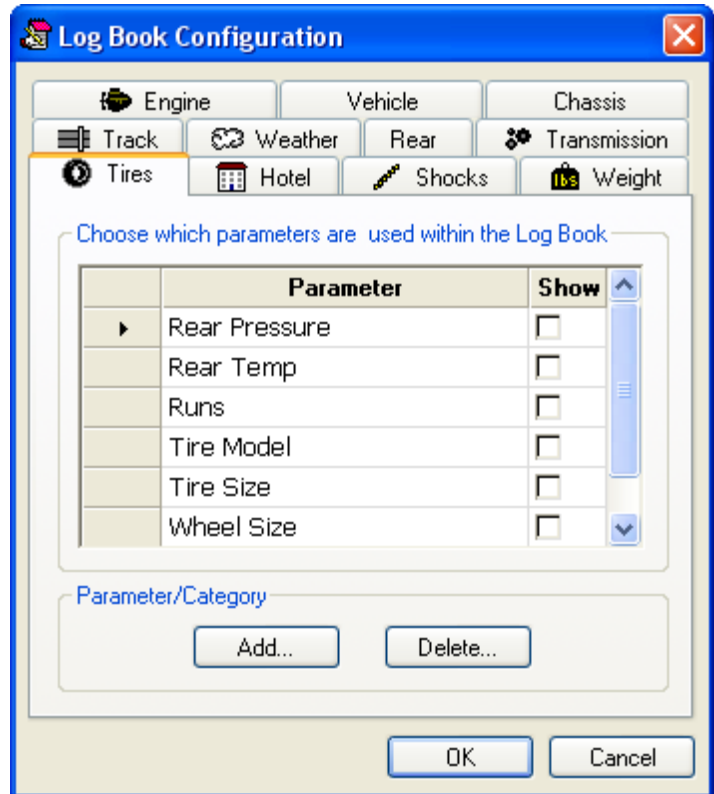 Log Book Configuration
Engine Vehicle Chassis
Track Weather Rear Transmission
Tires Hotel Shocks lbs Weight
Choose which parameters are used within the Log Book
Parameter Show
Rear Pressure
Rear Temp
Runs
Tire Model
Tire Size
Wheel Size
Parameter/Category
Add... Delete...
OK Cancel